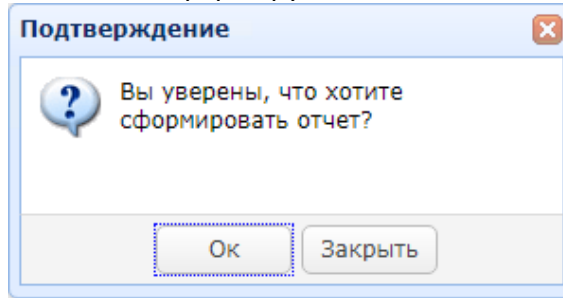 Подтверждение
Вы уверены, что хотите
сформировать отчет?
Ок
Закрыть